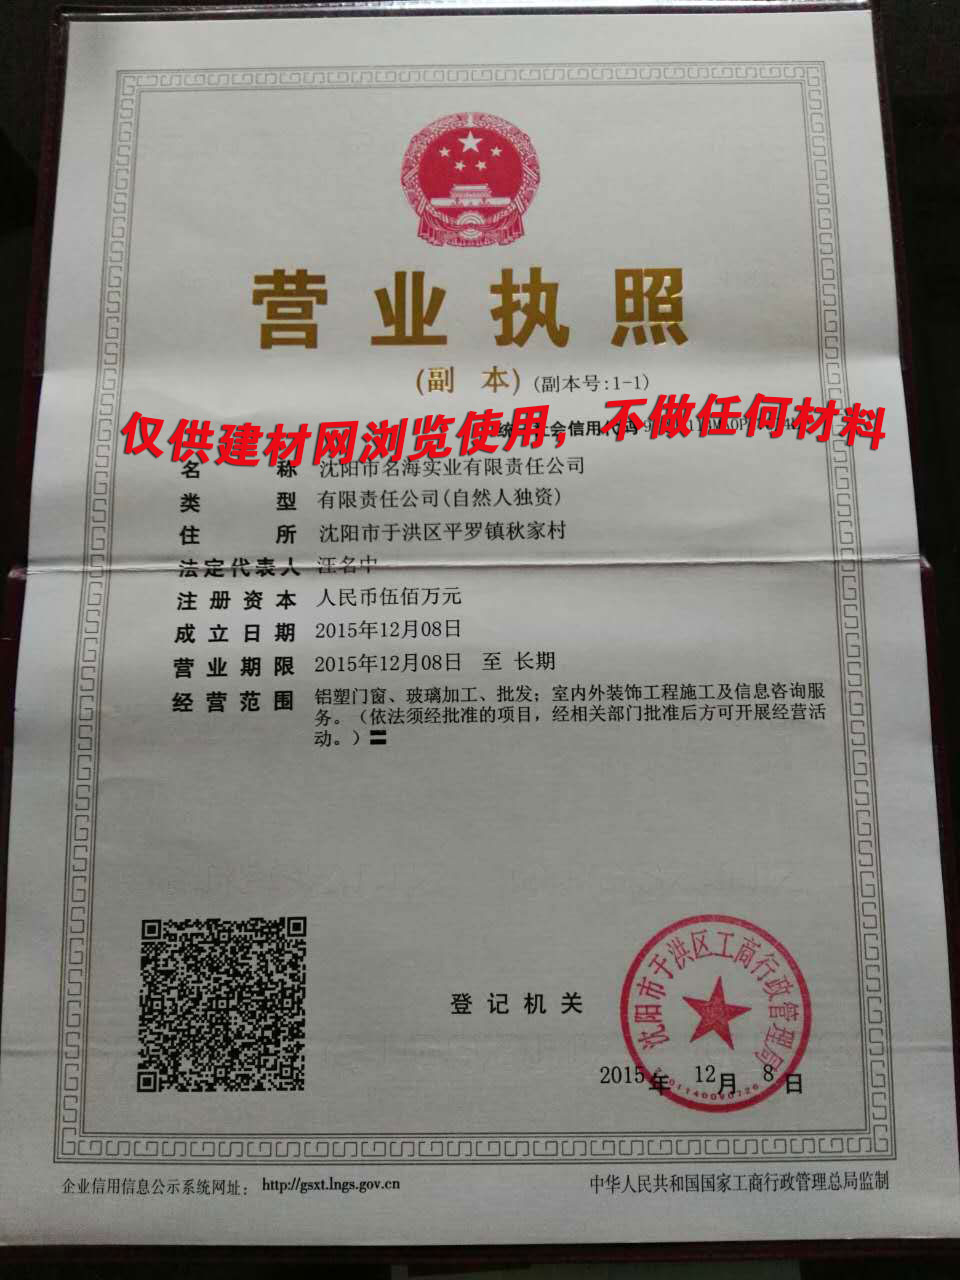 营业执照
(副 本) (副本号:1-1)
会信用代码
仅供建材网浏览使用，不做任何材料
名 称 沈阳市名海实业有限责任公司
类 型 有限责任公司(自然人独资)
住 所 沈阳市于洪区平罗镇秋家村
法定代表人 汪名中
注册资本 人民币伍佰万元
成立日期 2015年12月08日
营业期限 2015年12月08日 至 长期
经营范围 铝塑门窗、玻璃加工、批发；室内外装饰工程施工及信息咨询服
务。（依法须经批准的项目，经相关部门批准后方可开展经营活
动。）
登记机关
沈阳市于洪区工商行政管理局
2015年 12月 8日
企业信用信息公示系统网址： http://gsxt.lngs.gov.cn
中华人民共和国国家工商行政管理总局监制